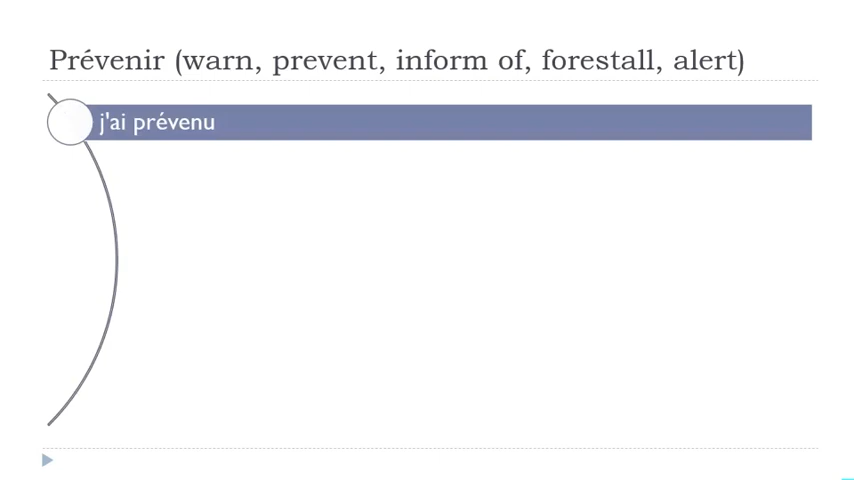 Prévenir (warn, prevent, inform of, forestall, alert)
j'ai prévenu